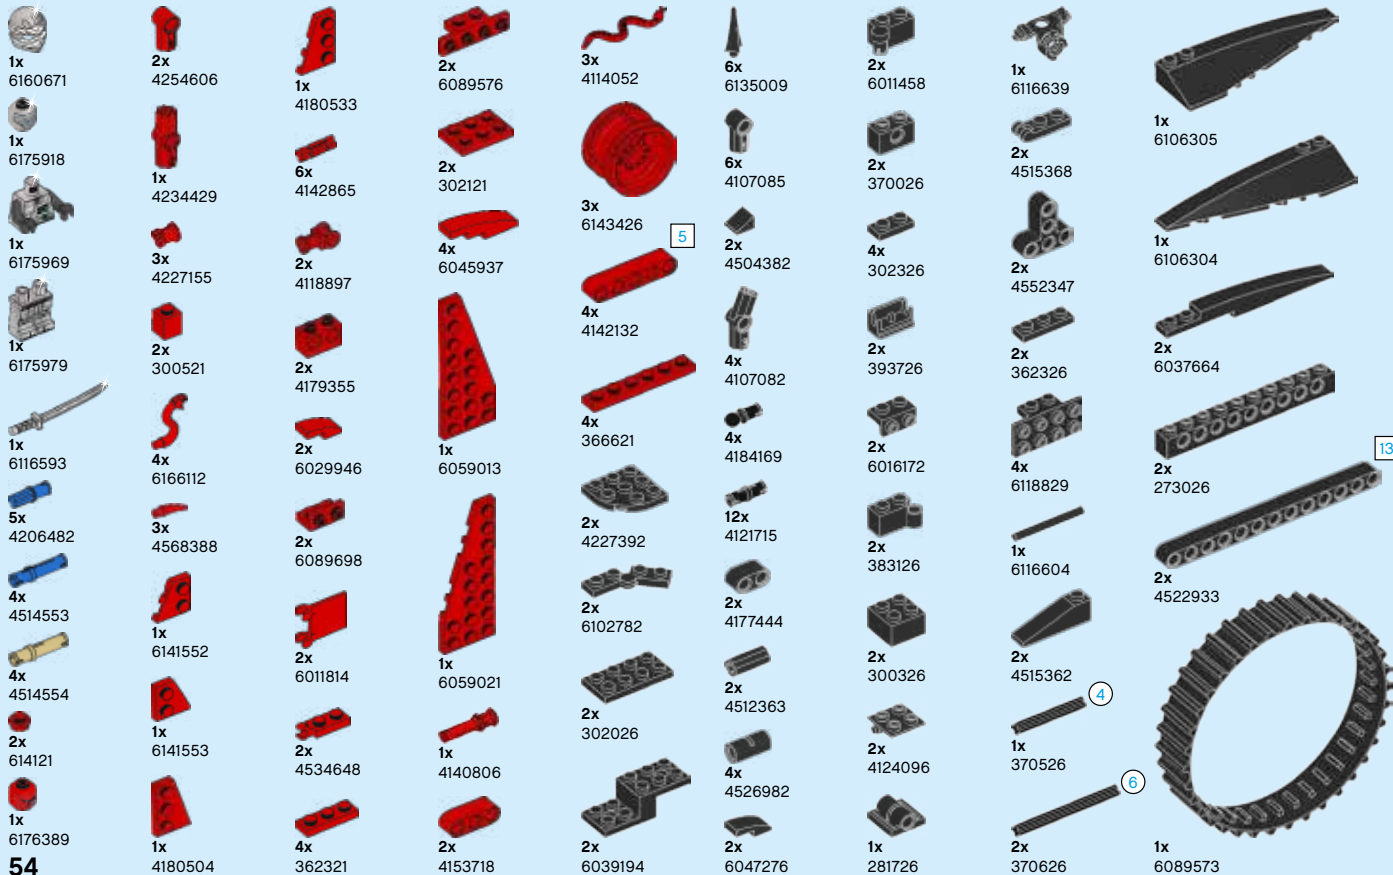 1x
6160671
1x
6175918
1x
6175969
1x
6175979
1x
6116593
5x
4206482
4x
4514553
4x
4514554
2x
614121
1x
6176389
54
2x
4254606
1x
4234429
3x
4227155
2x
300521
4x
6166112
3x
4568388
1x
6141552
1x
6141553
1x
4180504
1x
4180533
6x
4142865
2x
4118897
2x
4179355
2x
6029946
2x
6089698
2x
6011814
2x
4534648
4x
362321
2x
6089576
2x
302121
4x
6045937
1x
6059013
1x
6059021
1x
4140806
2x
4153718
3x
4114052
3x
6143426
5
4x
4142132
4x
366621
2x
4227392
2x
6102782
2x
302026
2x
6039194
6x
6135009
6x
4107085
2x
4504382
4x
4107082
4x
4184169
12x
4121715
2x
4177444
2x
4512363
4x
4526982
2x
6047276
2x
6011458
2x
370026
4x
302326
2x
393726
2x
6016172
2x
383126
2x
300326
2x
4124096
1x
281726
1x
6116639
2x
4515368
2x
4552347
2x
362326
4x
6118829
1x
6116604
2x
4515362
4
1x
370526
6
2x
370626
1x
6106305
1x
6106304
2x
6037664
2x
273026
13
2x
4522933
1x
6089573